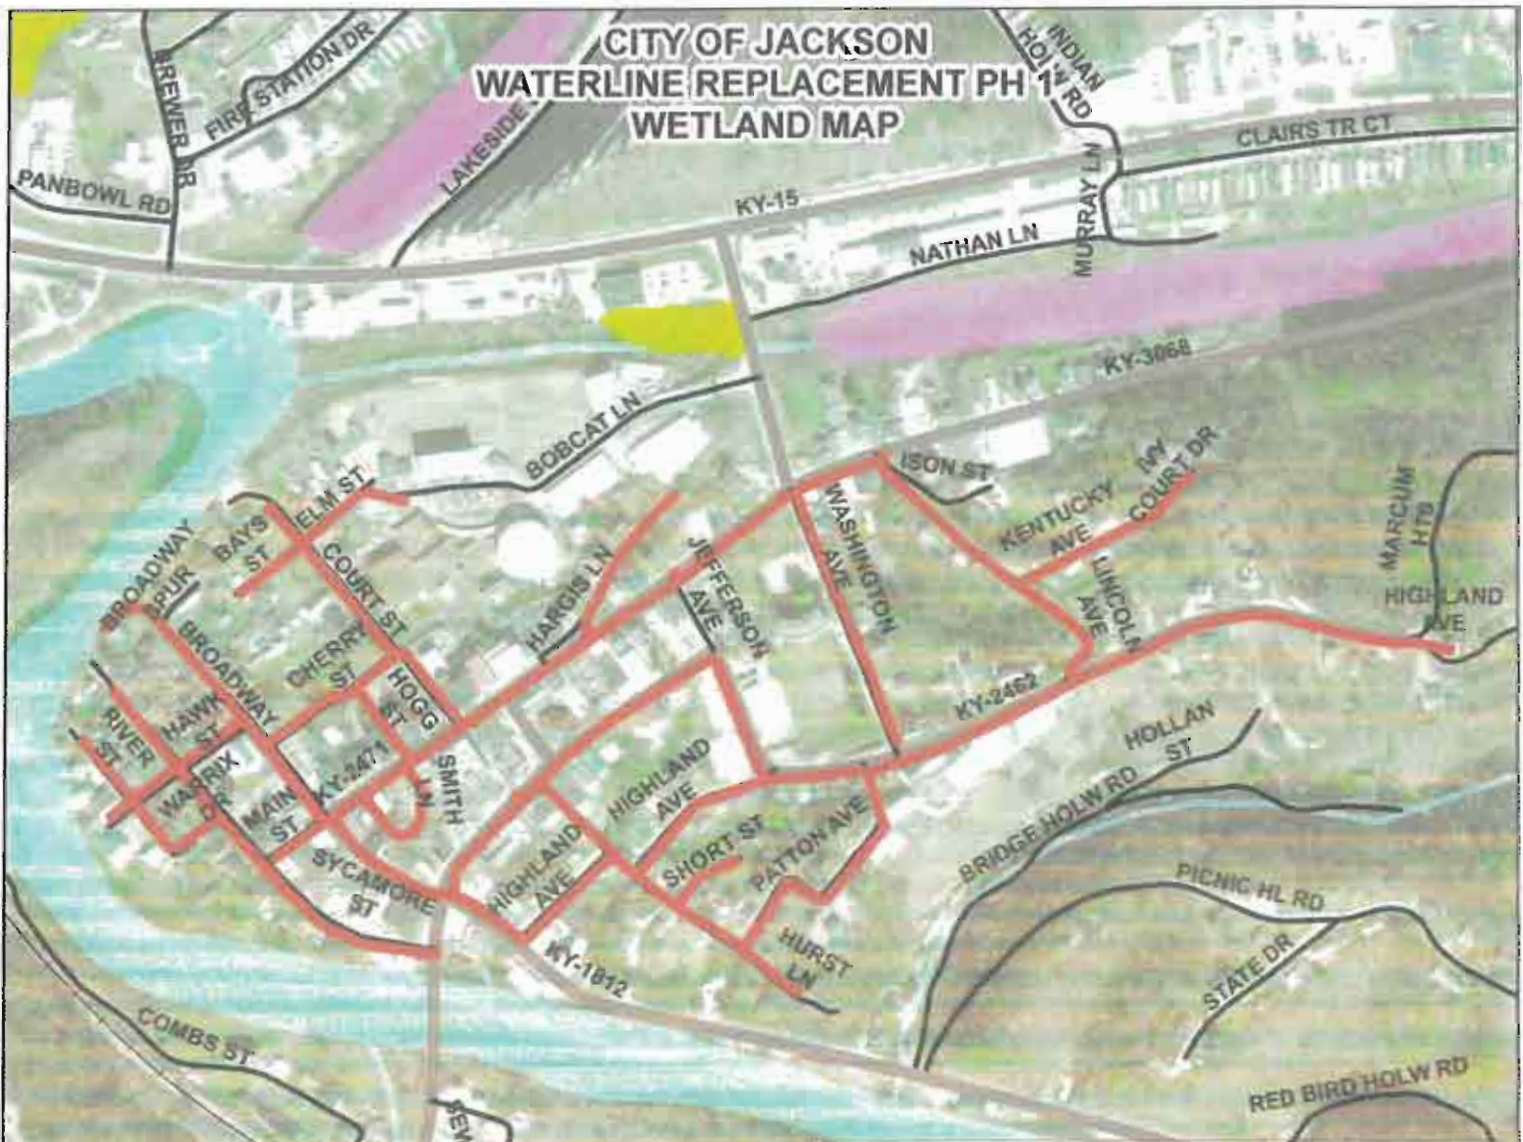 CITY OF JACKSON
WATERLINE REPLACEMENT PH 1
WETLAND MAP
BREWER DR
FIRE STATION DR
PANBOWL RD
LAKESIDE
INDIAN
HOLW RD
CLAIRS TR CT
MURRAY LN
KY-15
NATHAN LN
KY-3068
BOBCAT LN
ISON ST
ELM ST
BAYS
ST
BROADWAY
SPUR
COURT ST
HARGIS LN
JEFFERSON
AVE
WASHINGTON
AVE
KENTUCKY
AVE
IVY
COURT DR
LINCOLN
AVE
MARCUM
HTS
HIGHLAND
AVE
BROADWAY
CHERRY
ST
HOGG
ST
HAWK
ST
RIVER
ST
MAIN
ST
KY-2471
SMITH
LN
KY-2462
HOLLAN
ST
HIGHLAND
AVE
SHORT ST
PATTON AVE
BRIDGE HOLW RD
SYCAMORE
ST
HIGHLAND
AVE
HURST
LN
KY-1812
PICNIC HL RD
STATE DR
COMBS ST
RED BIRD HOLW RD